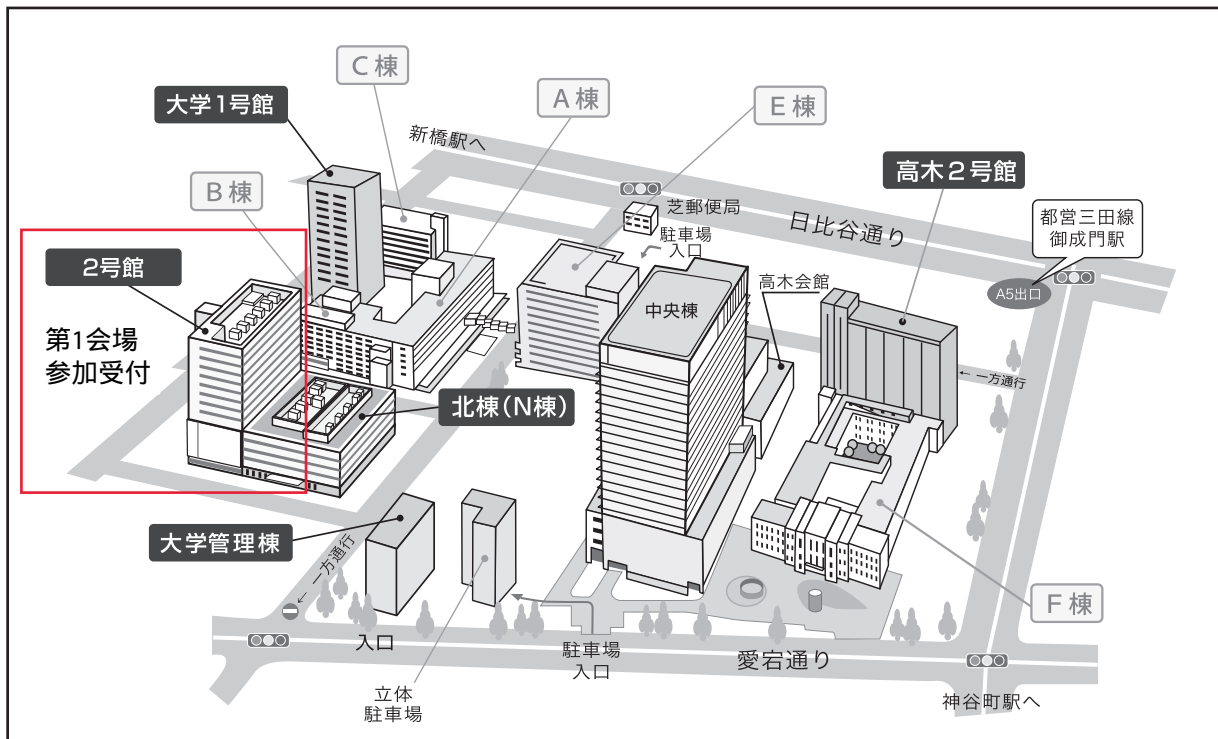 C棟
大学1号館
A棟
E棟
新橋駅へ
高木2号館
B棟
芝郵便局
日比谷通り
都営三田線
御成門駅
駐車場
入口
2号館
高木会館
A5出口
中央棟
第1会場
参加受付
←一方通行
北棟(N棟)
大学管理棟
←一方通行
F棟
入口
駐車場
入口
愛宕通り
立体
駐車場
神谷町駅へ